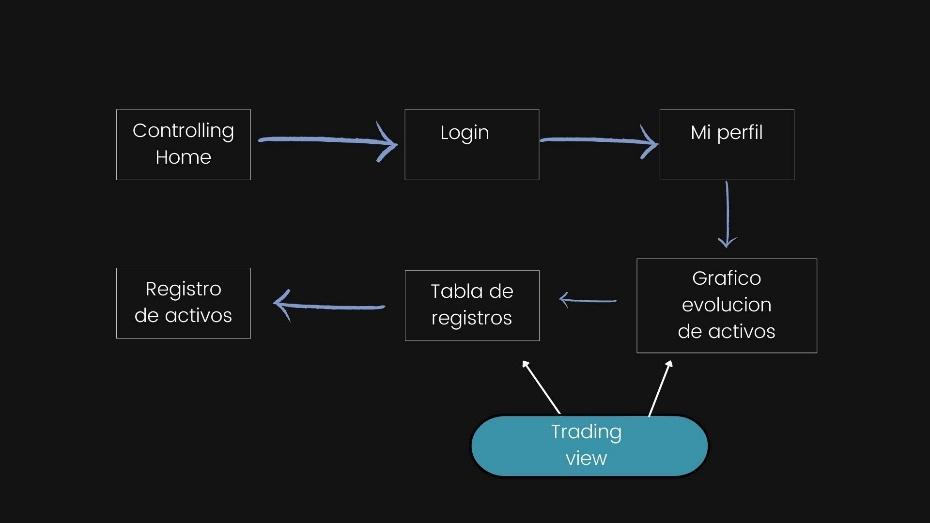 Controlling
Home
Login
Mi perfil
Registro
de activos
Tabla de
registros
Grafico
evolucion
de activos
Trading
view